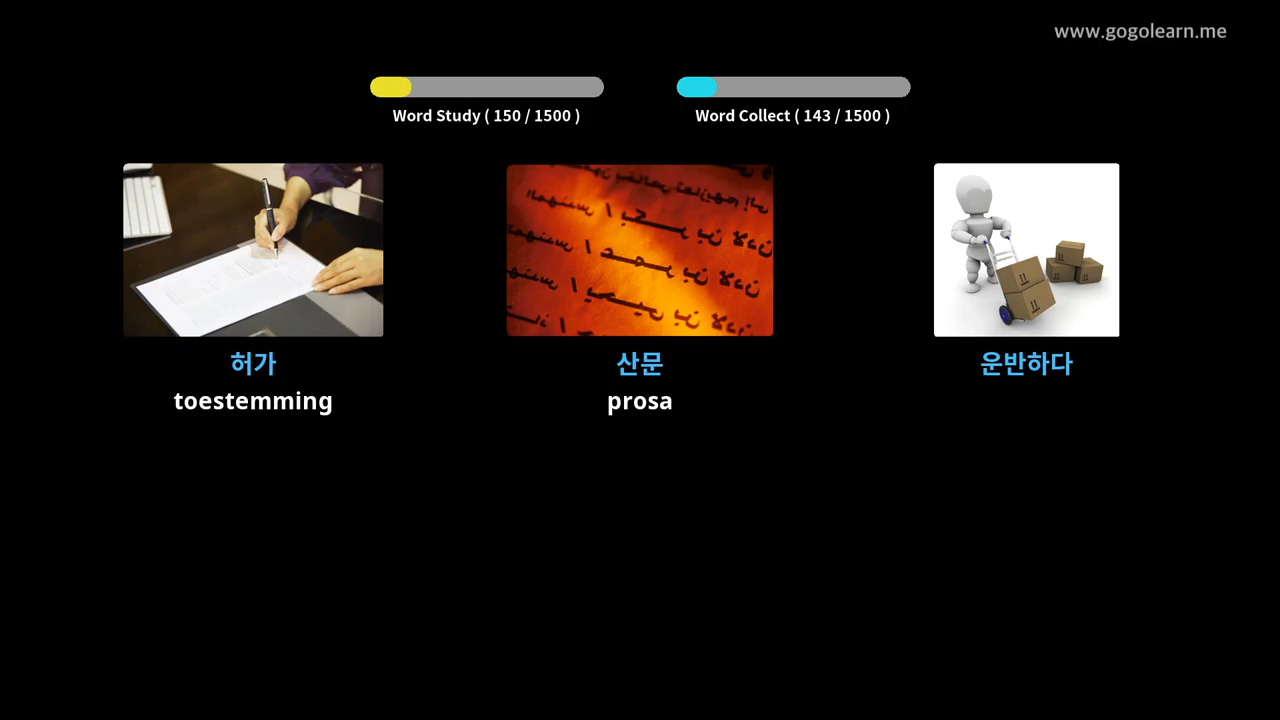 www.gogolearn.me
Word Study ( 150 / 1500 )
Word Collect ( 143 / 1500 )
허가
toestemming
산문
prosa
운반하다